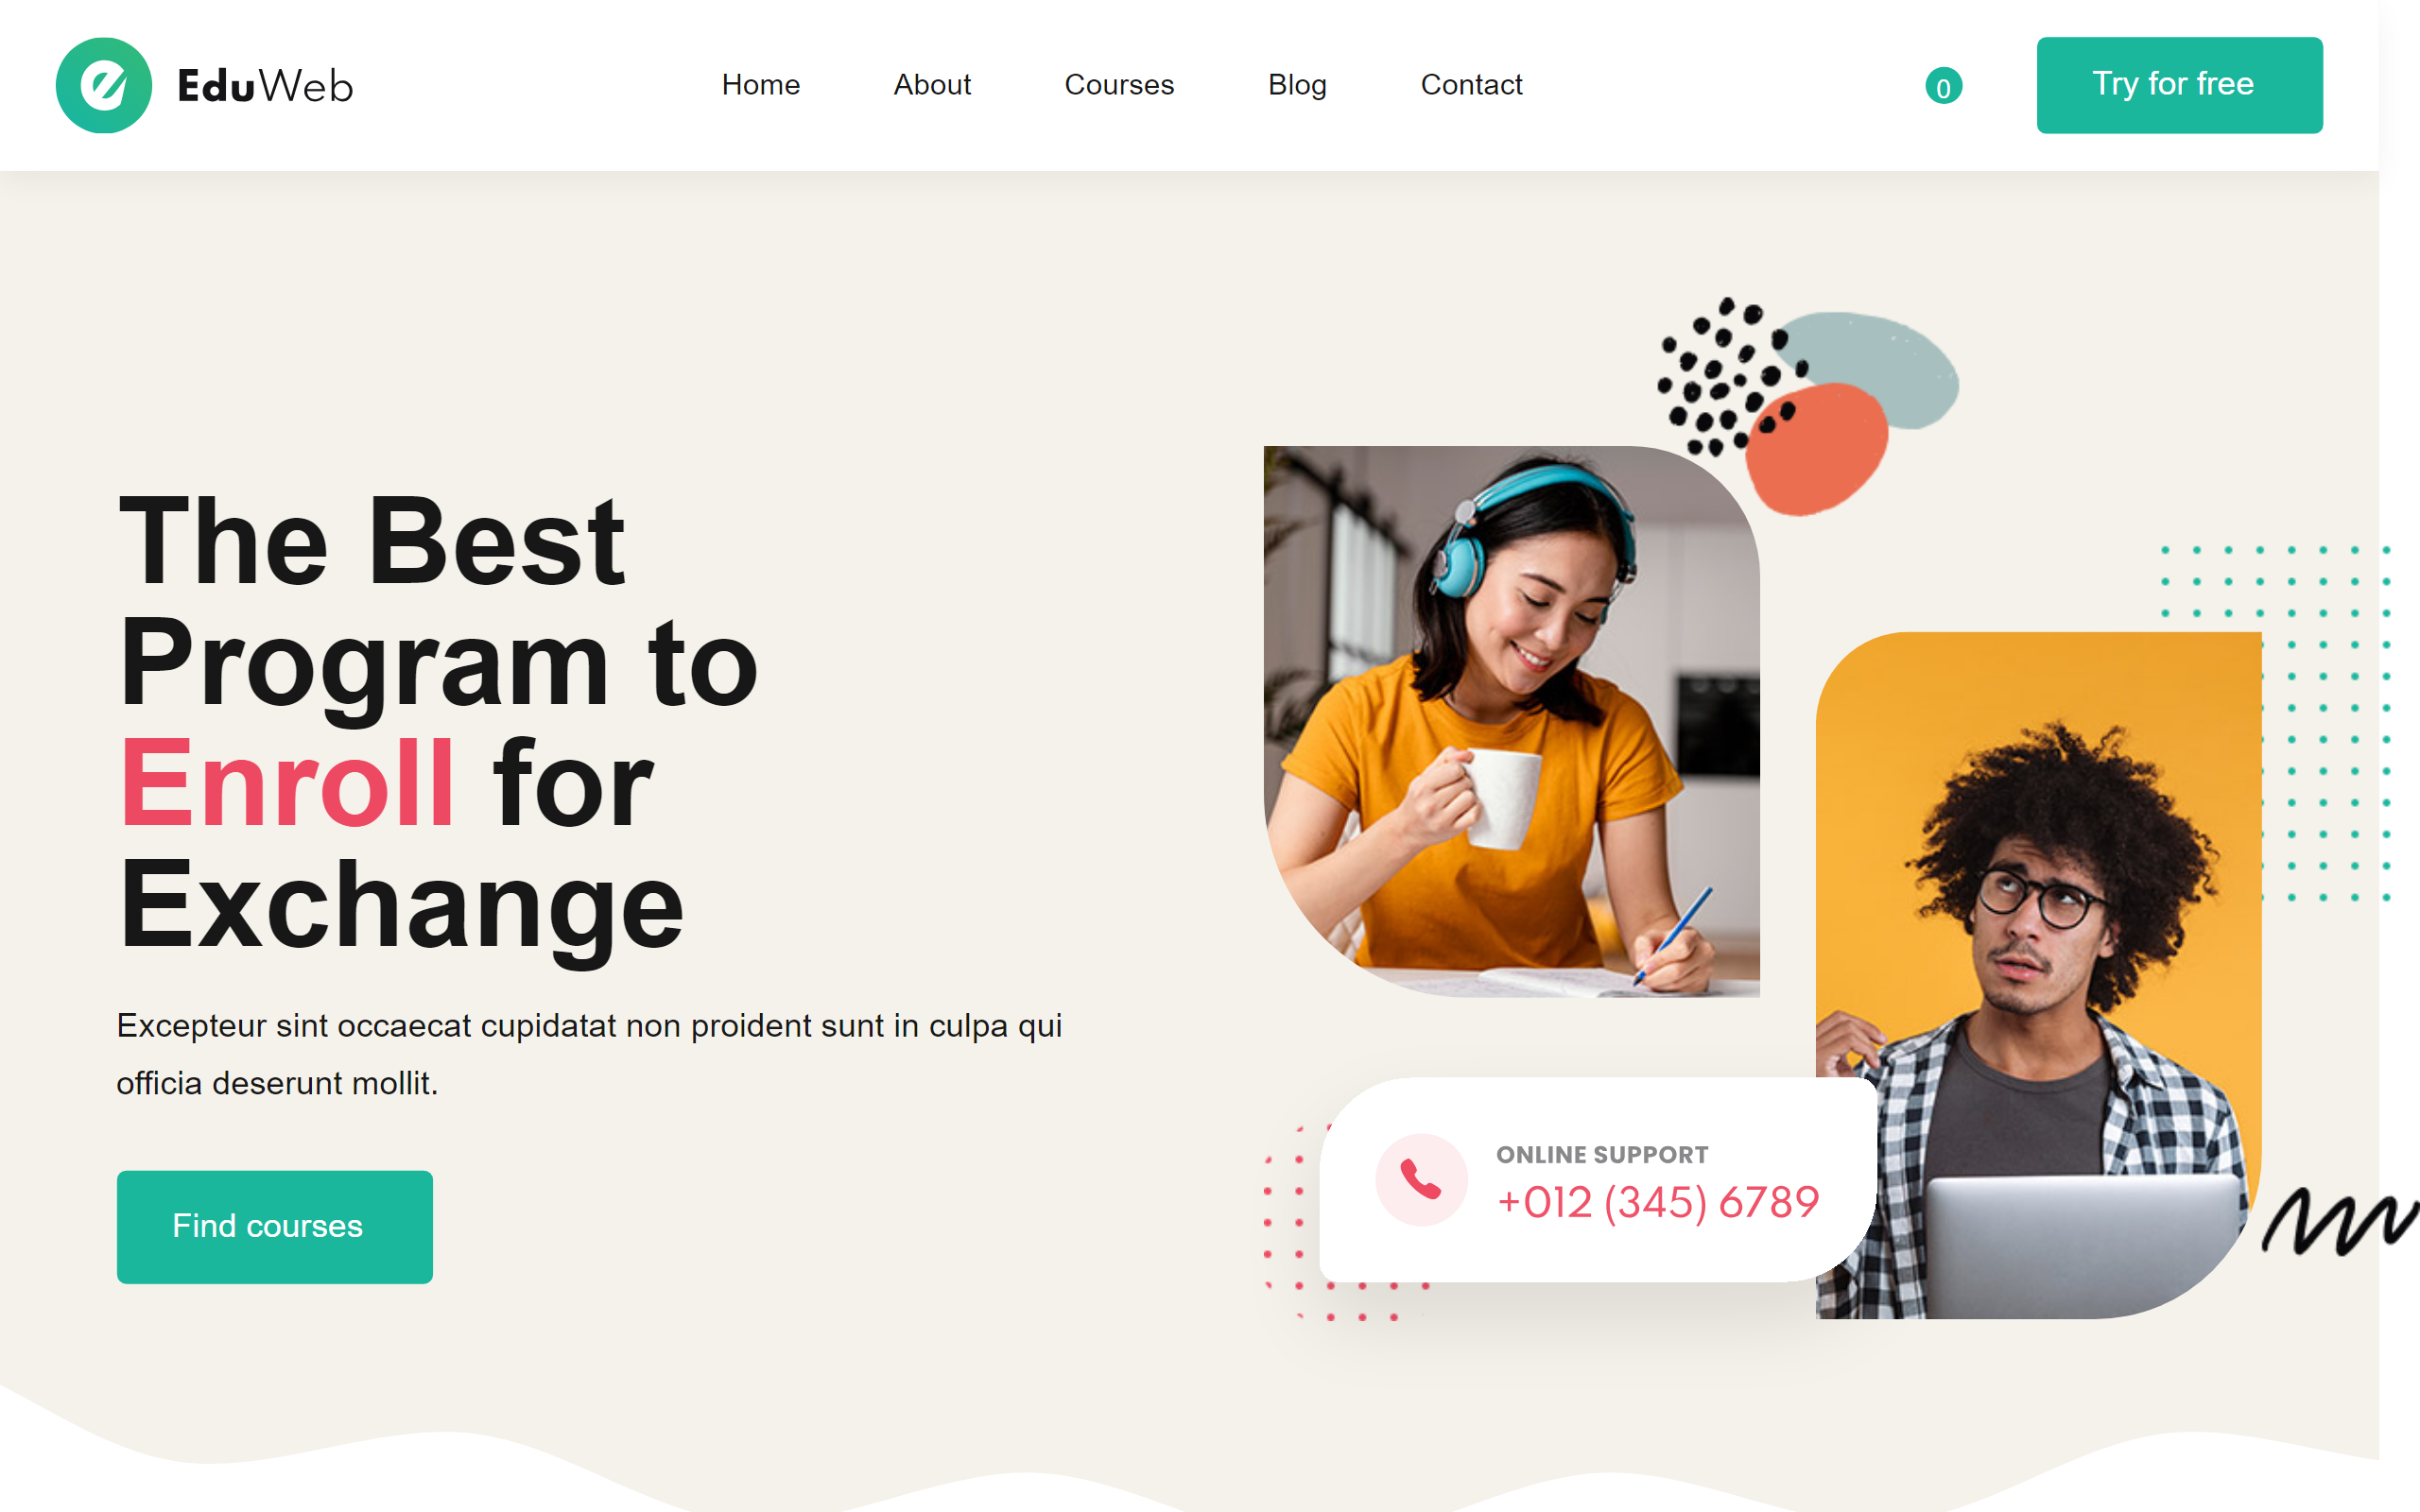 EduWeb
Home About Courses Blog Contact
0
Try for free
The Best
Program to
Enroll for
Exchange
Excepteur sint occaecat cupidatat non proident sunt in culpa qui
officia deserunt mollit.
Find courses
ONLINE SUPPORT
+012 (345) 6789